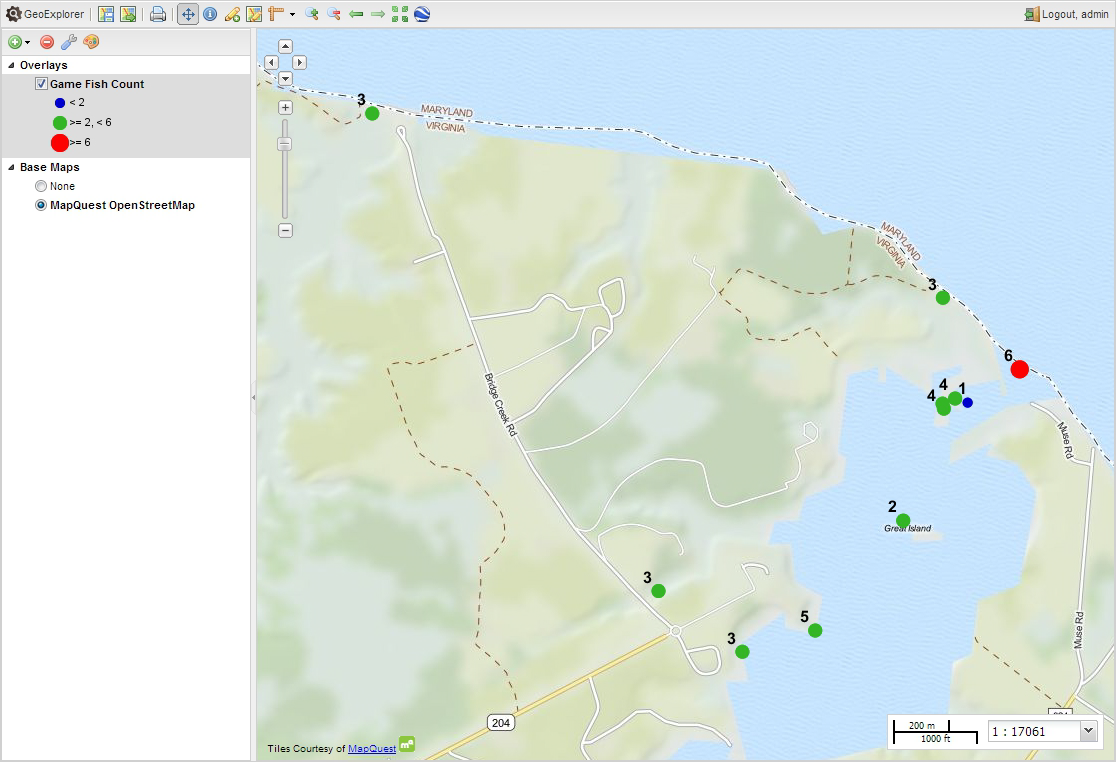 GeoExplorer
Logout, admin
Overlays
Game Fish Count
< 2
>= 2, < 6
>= 6
Base Maps
None
MapQuest OpenStreetMap
3
MARYLAND
VIRGINIA
MARYLAND
VIRGINIA
3
6
4
1
4
Bridge Creek Rd
Muse Rd
2
Great Island
3
5
3
Muse Rd
204
200 m
1000 ft
1 : 17061
Tiles Courtesy of MapQuest